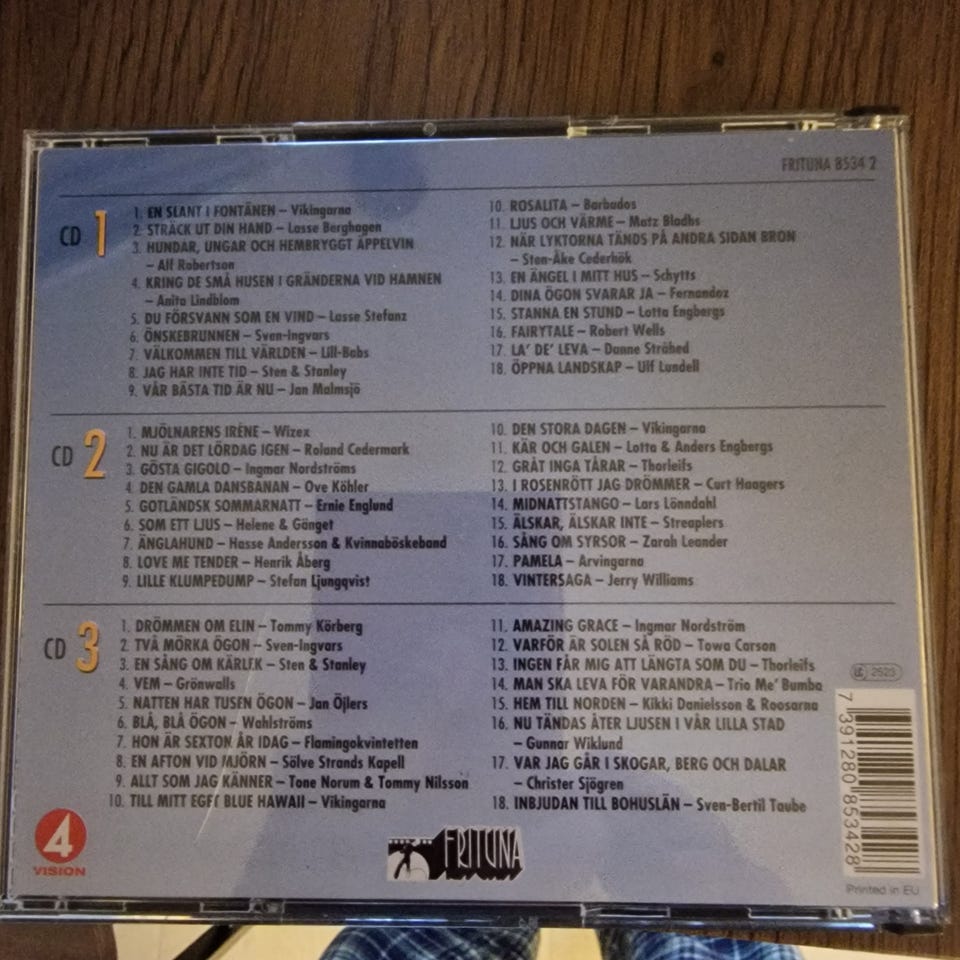 FRITUNA 8534 2
CD 1
1. EN SLANT I FONTÄNEN – Vikingarna
2. STRÄCK UT DIN HAND – Lasse Berghagen
3. HUNDAR, UNGAR OCH HEMBRYGGT ÄPPELVIN
– Alf Robertson
4. KRING DE SMÅ HUSEN I GRÄNDERNA VID HAMNEN
– Anita Lindblom
5. DU FÖRSVANN SOM EN VIND – Lasse Stefanz
6. ÖNSKEBRUNNEN – Sven-Ingvars
7. VÄLKOMMEN TILL VÄRLDEN – Lill-Babs
8. JAG HAR INTE TID – Sten & Stanley
9. VÅR BÄSTA TID ÄR NU – Jan Malmsjö
10. ROSALITA – Barbados
11. LJUS OCH VÄRME – Matz Bladhs
12. NÄR LYKTORNA TÄNDS PÅ ANDRA SIDAN BRON
– Sten-Åke Cederhök
13. EN ÄNGEL I MITT HUS – Schytts
14. DINA ÖGON SVARAR JA – Fernandoz
15. STANNA EN STUND – Lotta Engbergs
16. FAIRYTALE – Robert Wells
17. LA' DE' LEVA – Danne Stråhed
18. ÖPPNA LANDSKAP – Ulf Lundell
CD 2
1. MJÖLNARENS IRÈNE – Wizex
2. NU ÄR DET LÖRDAG IGEN – Roland Cedermark
3. GÖSTA GIGOLO – Ingmar Nordströms
4. DEN GAMLA DANSBANAN – Ove Köhler
5. GOTLÄNDSK SOMMARNATT – Ernie Englund
6. SOM ETT LJUS – Helene & Gänget
7. ÄNGLAHUND – Hasse Andersson & Kvinnaböskeband
8. LOVE ME TENDER – Henrik Åberg
9. LILLE KLUMPEDUMP – Stefan Ljungqvist
10. DEN STORA DAGEN – Vikingarna
11. KÄR OCH GALEN – Lotta & Anders Engbergs
12. GRÅT INGA TÅRAR – Thorleifs
13. I ROSENRÖTT JAG DRÖMMER – Curt Haagers
14. MIDNATTSTANGO – Lars Lönndahl
15. ÄLSKAR, ÄLSKAR INTE – Streaplers
16. SÅNG OM SYRSOR – Zarah Leander
17. PAMELA – Arvingarna
18. VINTERSAGA – Jerry Williams
CD 3
1. DRÖMMEN OM ELIN – Tommy Körberg
2. TVÅ MÖRKA ÖGON – Sven-Ingvars
3. EN SÅNG OM KÄRLEK – Sten & Stanley
4. VEM – Grönwalls
5. NATTEN HAR TUSEN ÖGON – Jan Öjlers
6. BLÅ, BLÅ ÖGON – Wahlströms
7. HON ÄR SEXTON ÅR IDAG – Flamingokvintetten
8. EN AFTON VID MJÖRN – Sölve Strands Kapell
9. ALLT SOM JAG KÄNNER – Tone Norum & Tommy Nilsson
10. TILL MITT EGET BLUE HAWAII – Vikingarna
11. AMAZING GRACE – Ingmar Nordström
12. VARFÖR ÄR SOLEN SÅ RÖD – Towa Carson
13. INGEN FÅR MIG ATT LÄNGTA SOM DU – Thorleifs
14. MAN SKA LEVA FÖR VARANDRA – Trio Me' Bumba
15. HEM TILL NORDEN – Kikki Danielsson & Roosarna
16. NU TÄNDAS ÅTER LJUSEN I VÅR LILLA STAD
– Gunnar Wiklund
17. VAR JAG GÅR I SKOGAR, BERG OCH DALAR
– Christer Sjögren
18. INBJUDAN TILL BOHUSLÄN – Sven-Bertil Taube
LC 2523
7 391280 853428
4
VISION
FRITUNA
Printed in EU